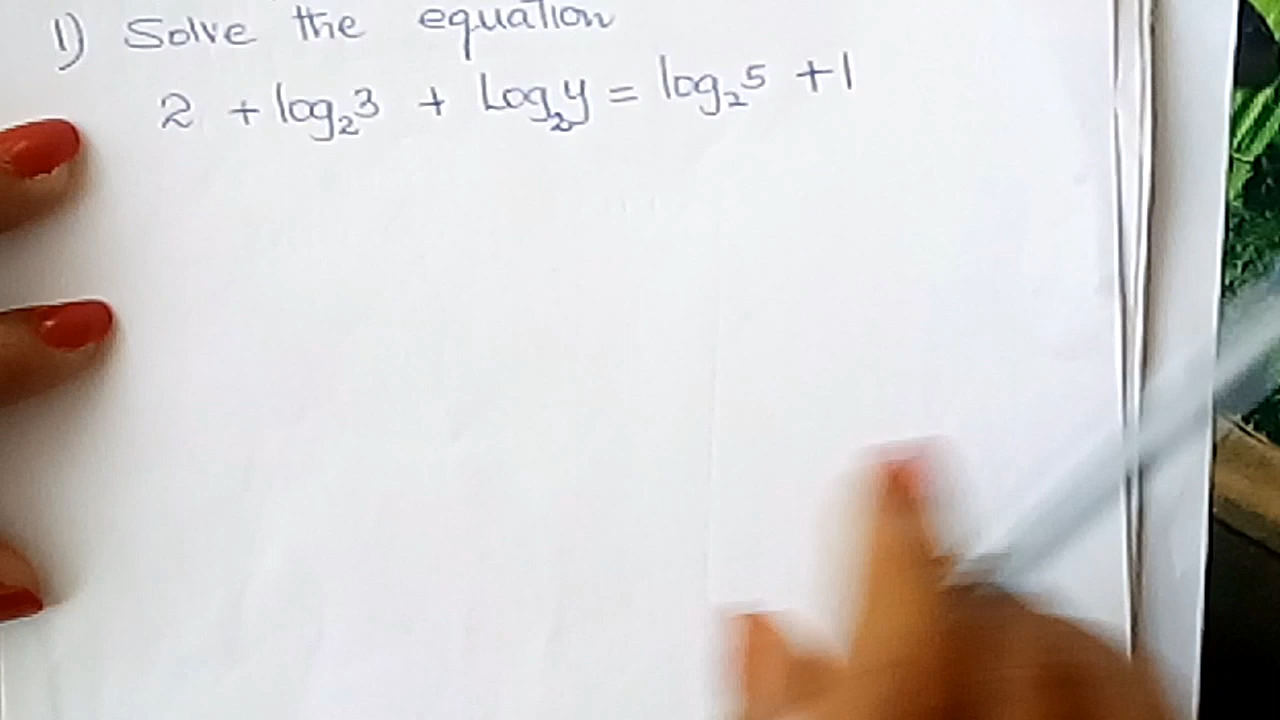 1) Solve the equation
2 + log₂3 + Log₂y = log₂5 + 1